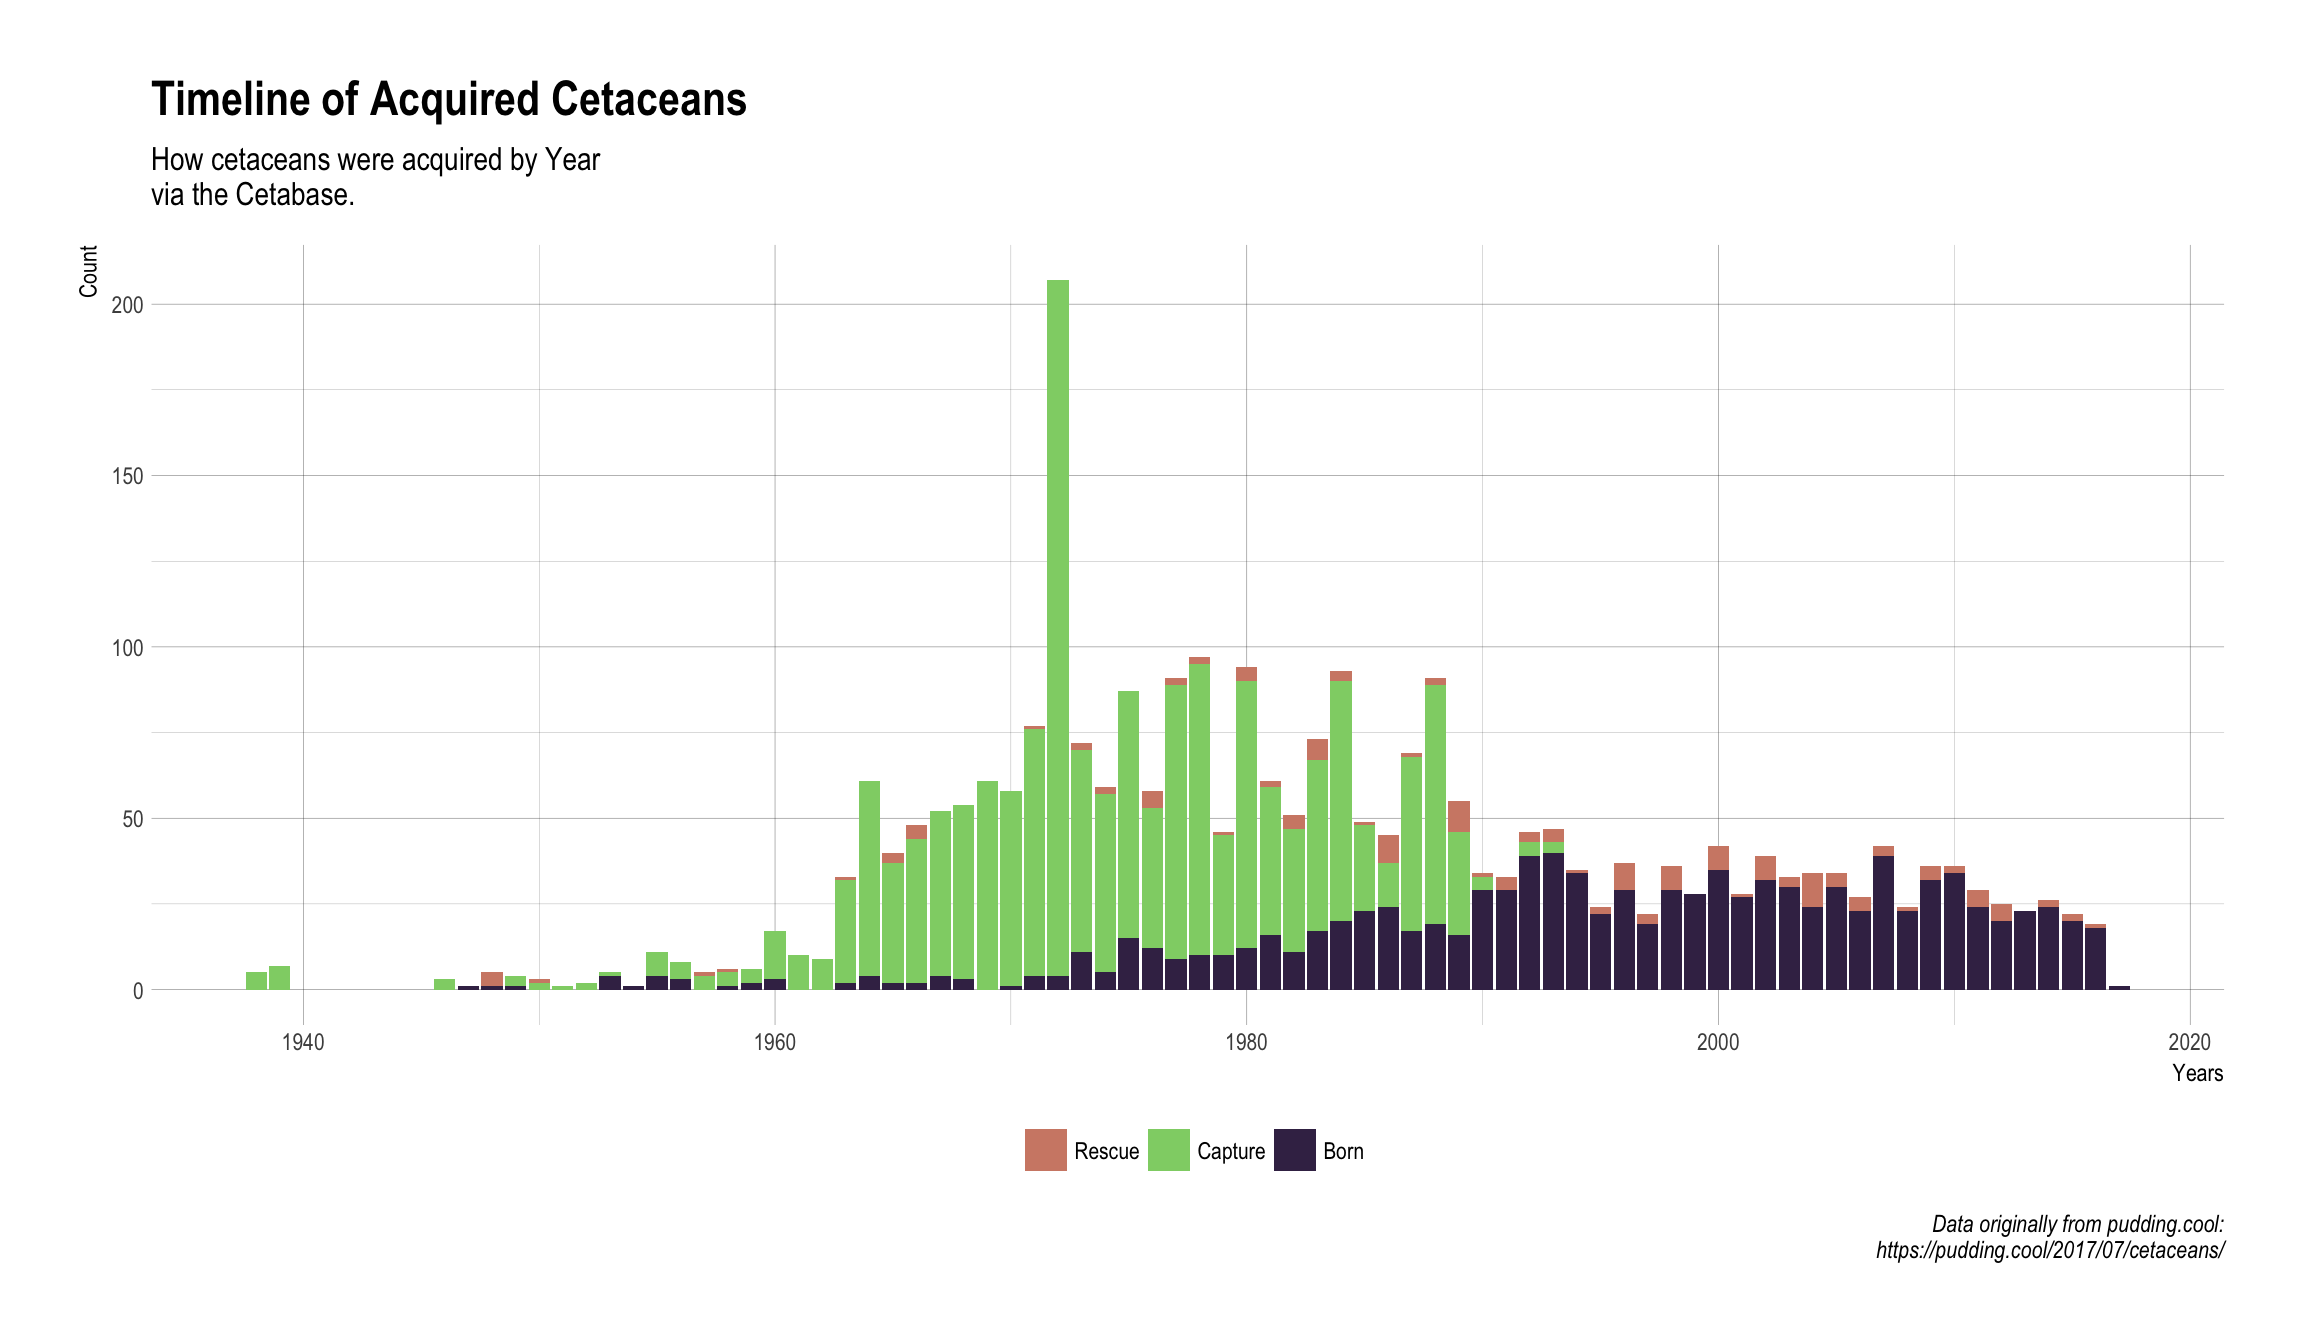 Timeline of Acquired Cetaceans
How cetaceans were acquired by Year
via the Cetabase.
Count
200
150
100
50
0
1940 1960 1980 2000 2020
Years
Rescue Capture Born
Data originally from pudding.cool:
https://pudding.cool/2017/07/cetaceans/